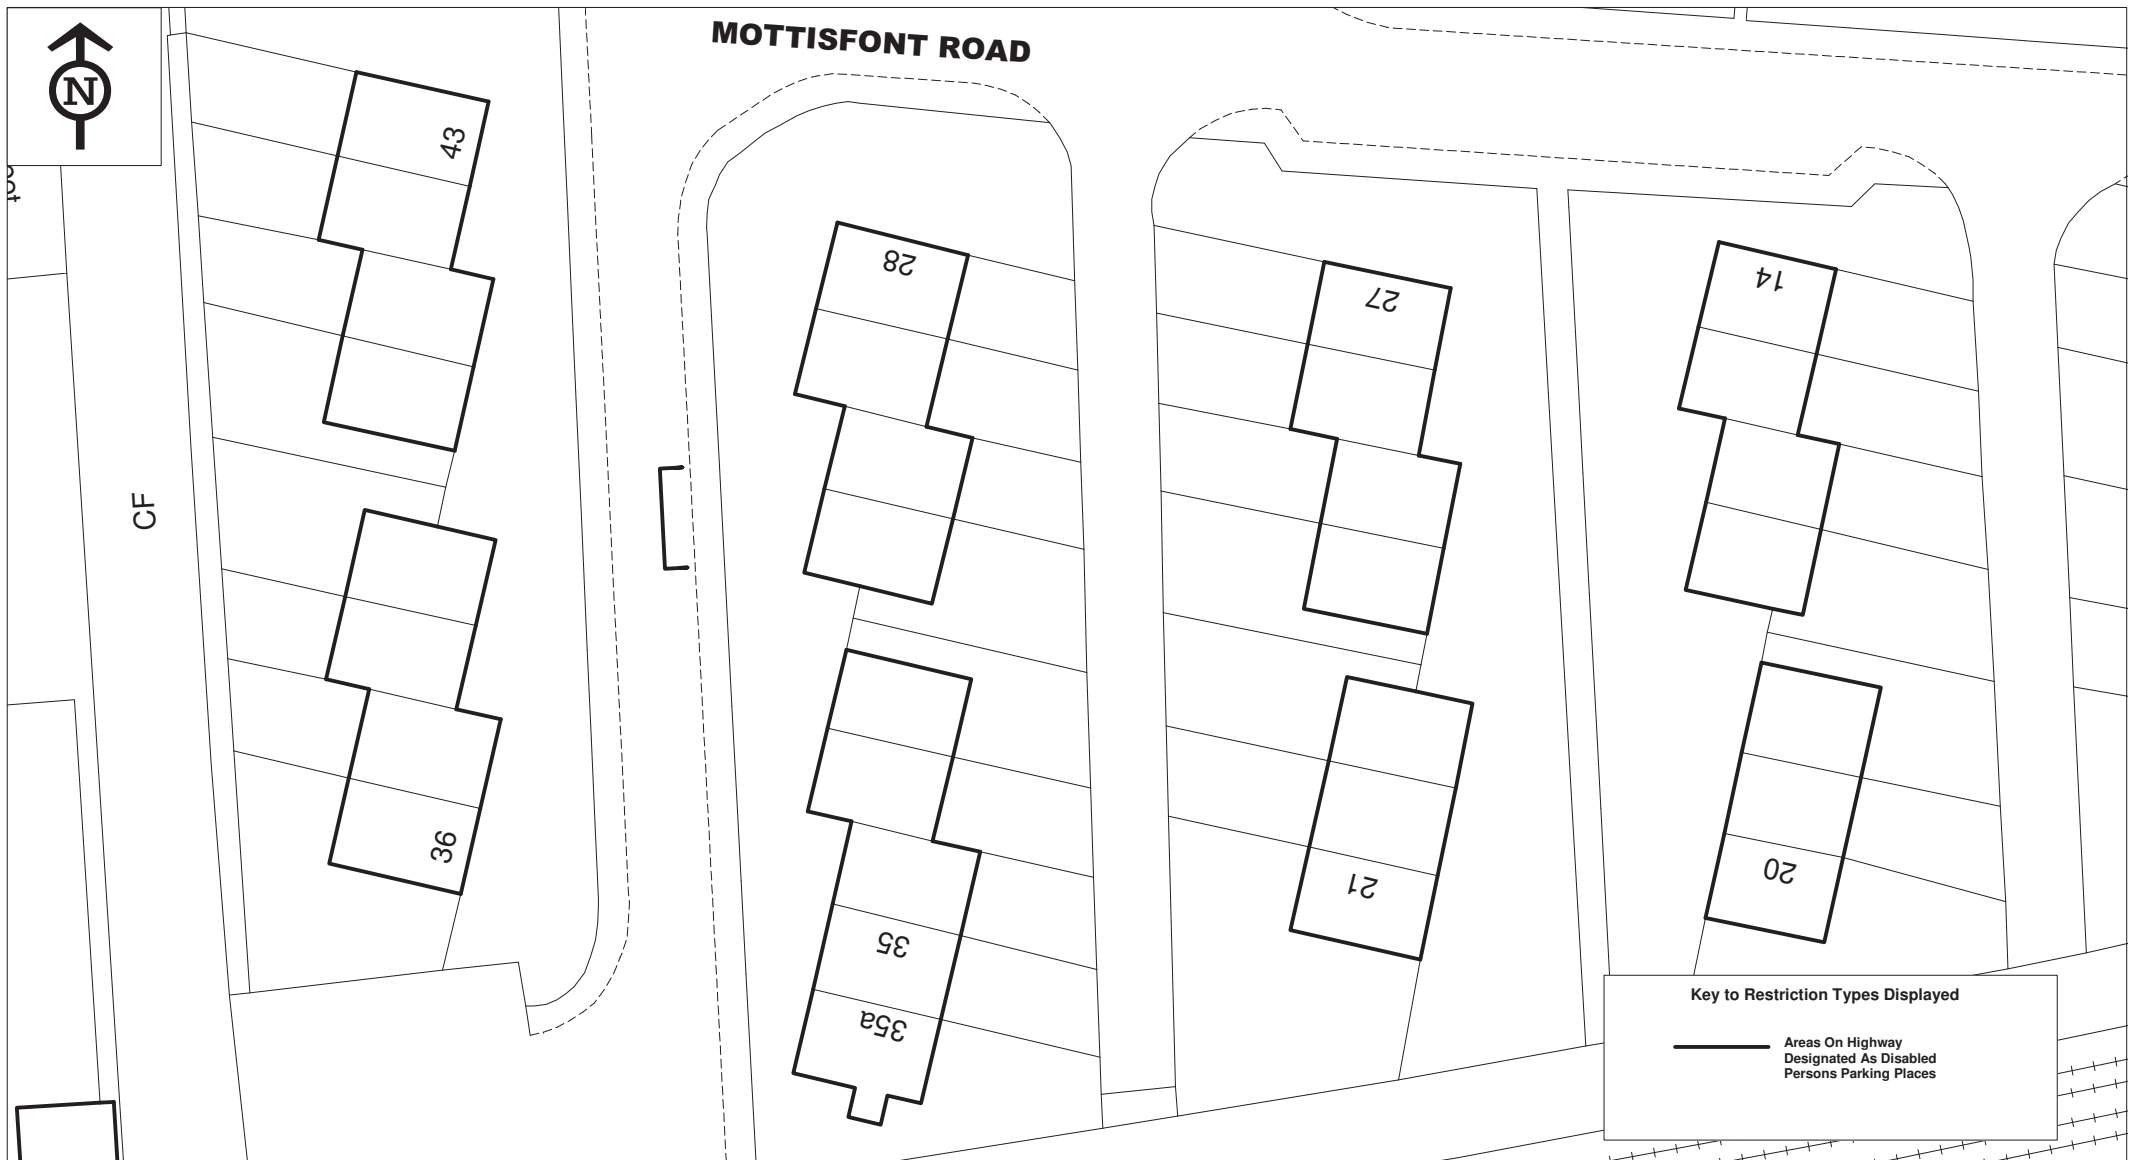 MOTTISFONT ROAD
N
43
28
27
14
CF
36
35
21
20
35a
Key to Restriction Types Displayed
Areas On Highway
Designated As Disabled
Persons Parking Places